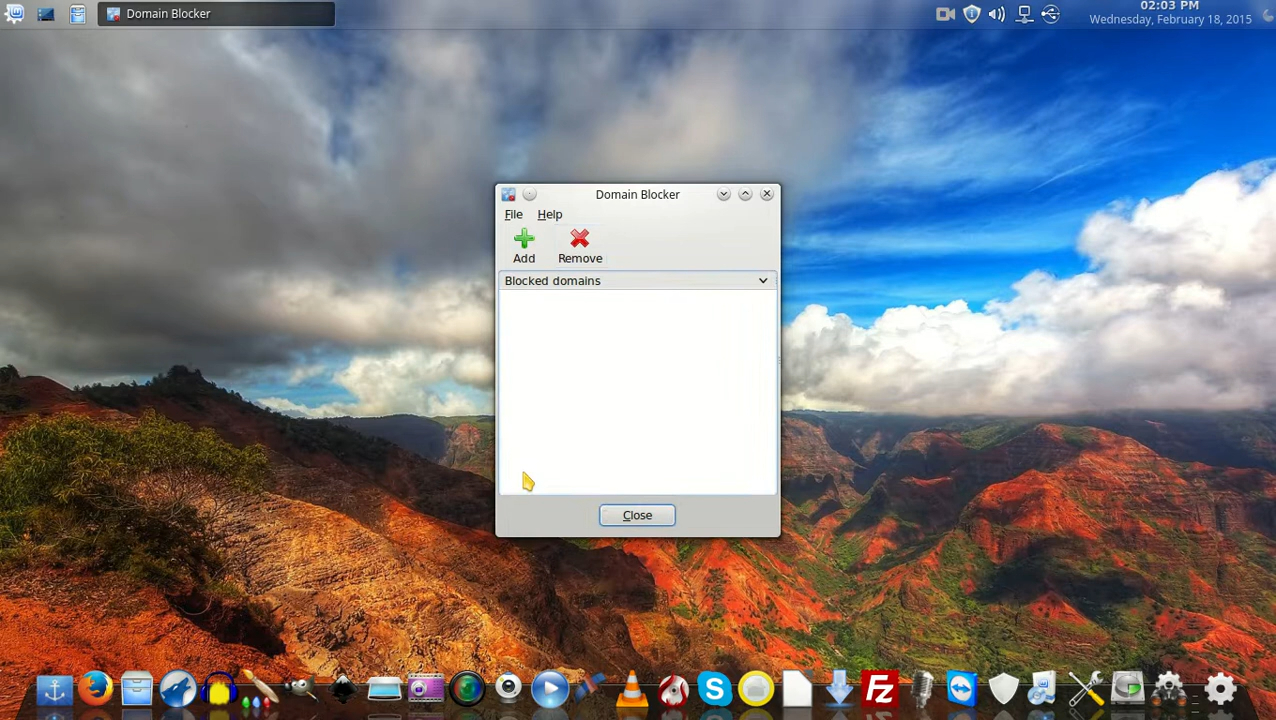 Domain Blocker
02:03 PM
Wednesday, February 18, 2015
Domain Blocker
File Help
Add Remove
Blocked domains
Close